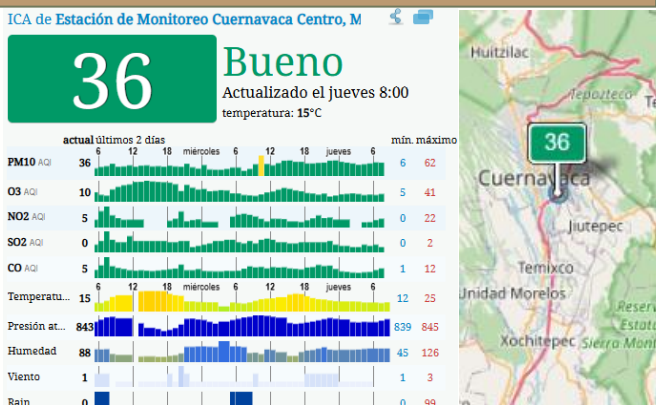 ICA de Estación de Monitoreo Cuernavaca Centro, M
36
Bueno
Actualizado el jueves 8:00
temperatura: 15°C
actual últimos 2 días
mín. máximo
6 12 18 miércoles 6 12 18 jueves 6
PM10 AQI 36 6 62
O3 AQI 10 5 41
NO2 AQI 5 0 22
SO2 AQI 0 0 2
CO AQI 5 1 12
6 12 18 miércoles 6 12 18 jueves 6
Temperatu... 15 12 25
Presión at... 843 839 845
Humedad 88 45 126
Viento 1 1 3
Rain 0 0 99
Huitzilac
Tepozteco
Te
36
Cuernavaca
Jiutepec
Temixco
Unidad Morelos
Reserv
Estata
Xochitepec
Sierra Mont